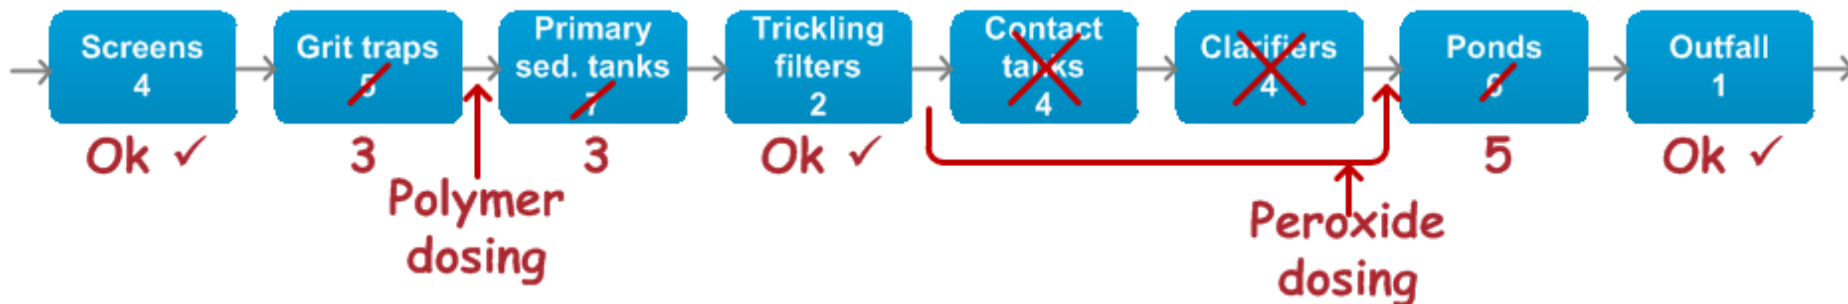 Screens
4
Grit traps
5
Primary
sed. tanks
7
Trickling
filters
2
Contact
tanks
4
Clarifiers
4
Ponds
6
Outfall
1
Ok ✓
3
3
Ok ✓
5
Ok ✓
Polymer
dosing
Peroxide
dosing